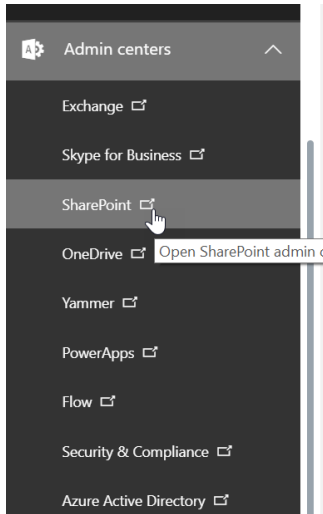 Admin centers
Exchange
Skype for Business
SharePoint
OneDrive
Open SharePoint admin
Yammer
PowerApps
Flow
Security & Compliance
Azure Active Directory